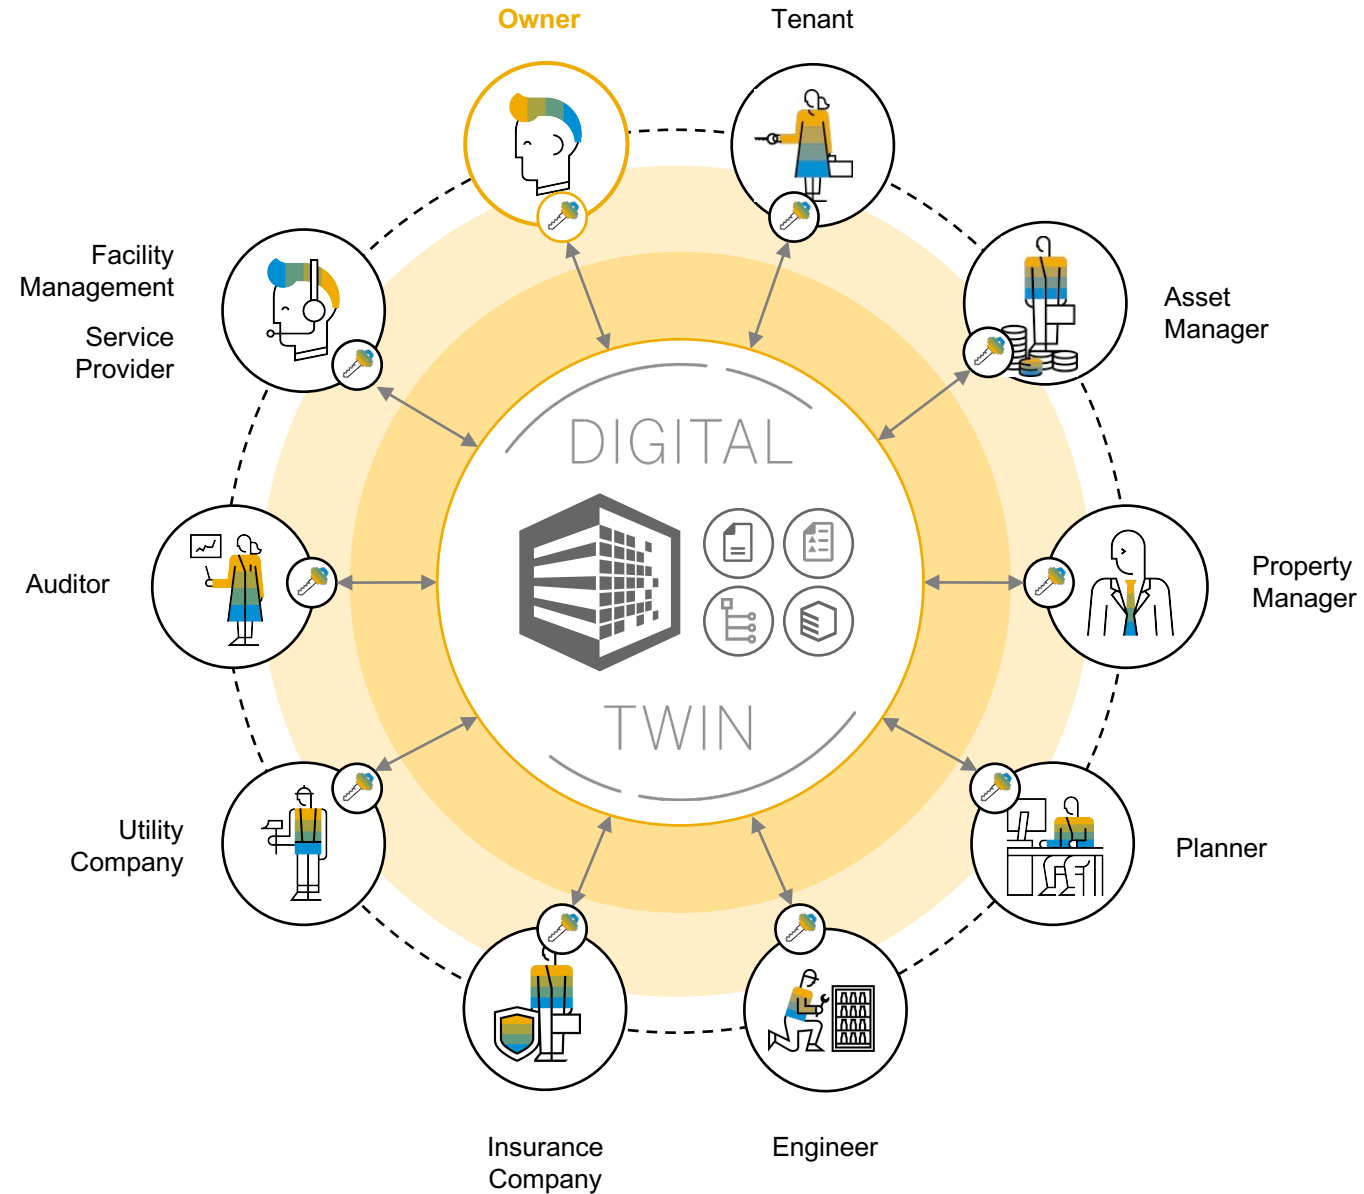 Owner
Tenant
Facility
Management
Service
Provider
Asset
Manager
DIGITAL
Auditor
Property
Manager
TWIN
Utility
Company
Planner
Insurance
Company
Engineer